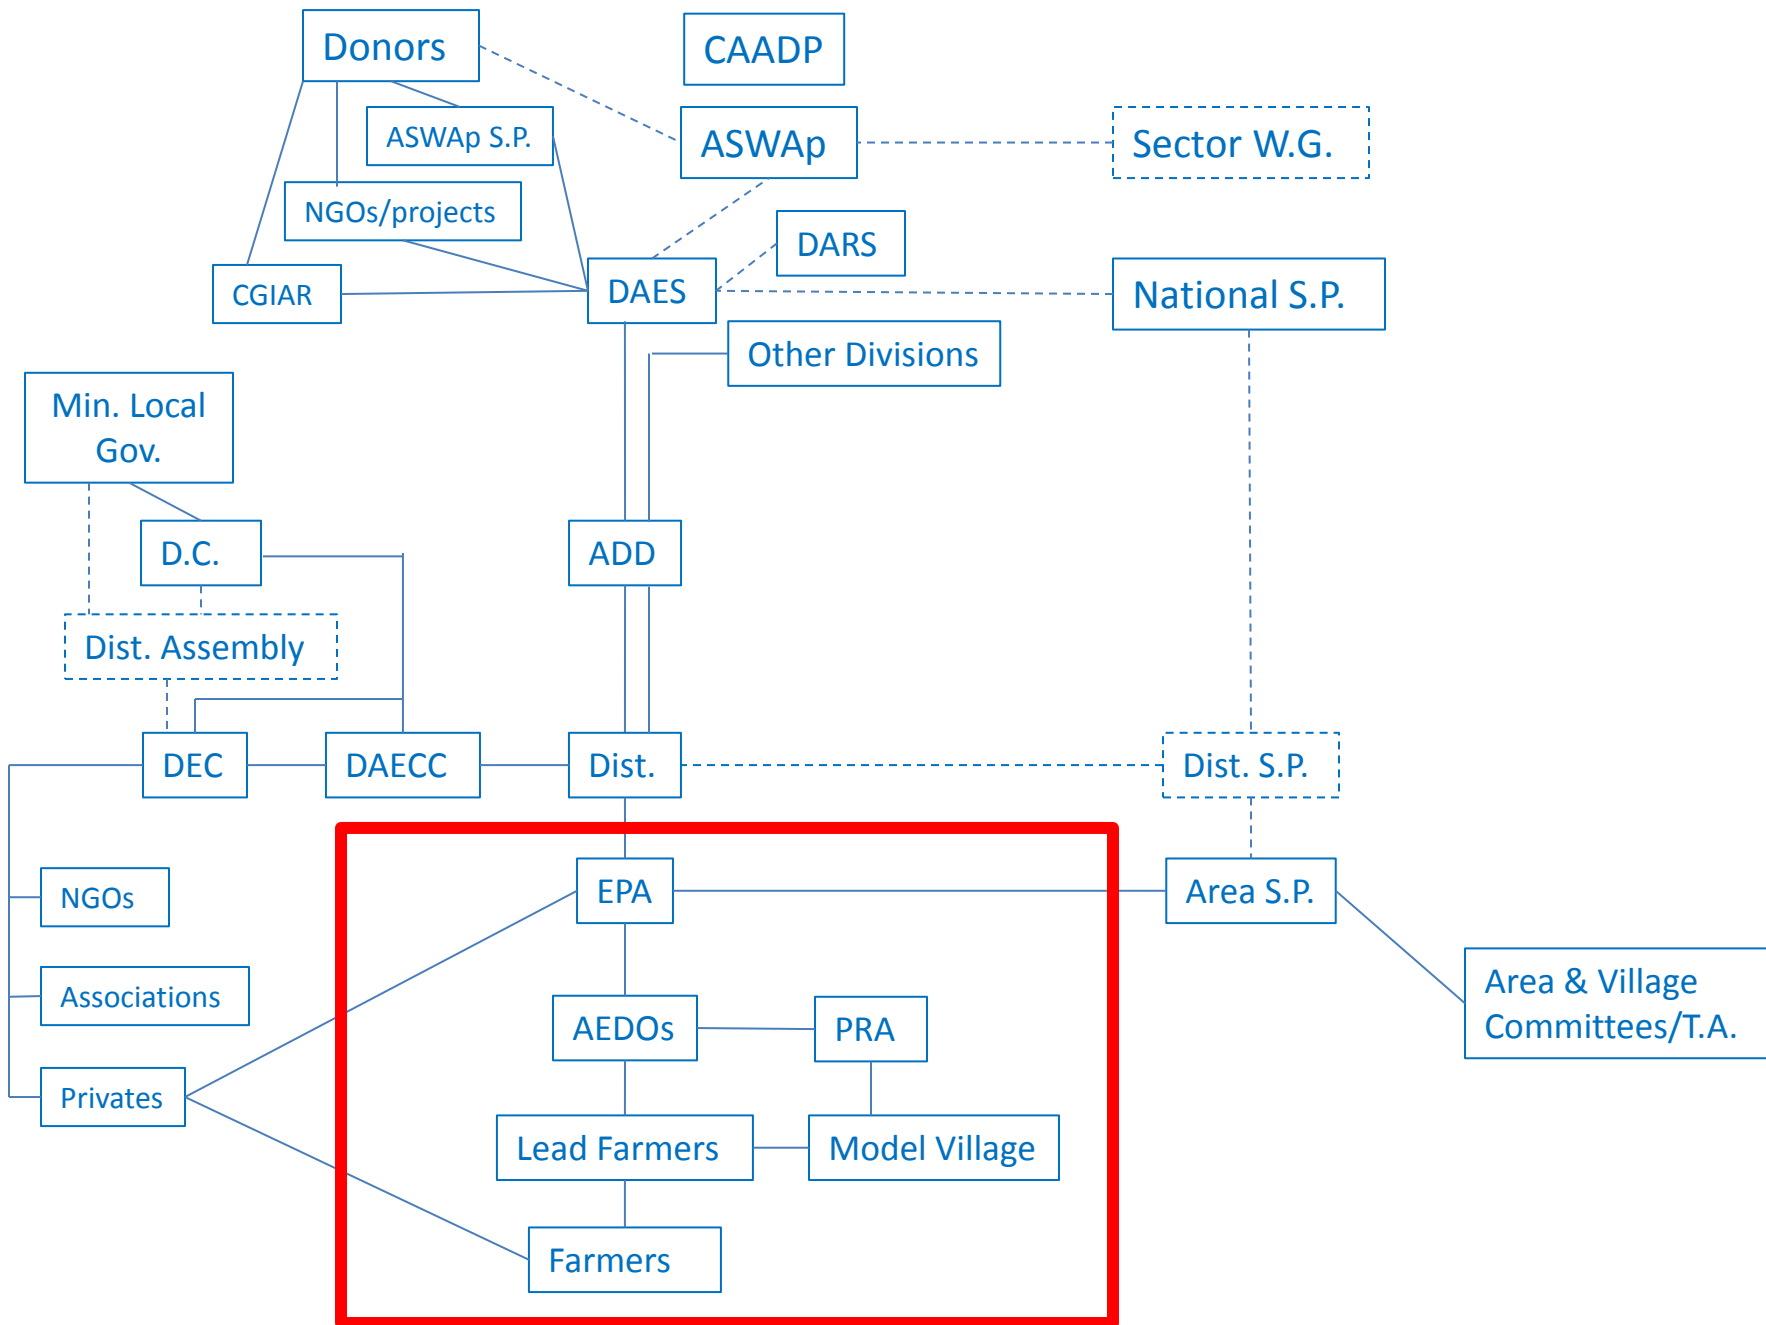 Donors
CAADP
ASWAp S.P.
ASWAp
Sector W.G.
NGOs/projects
DARS
CGIAR
DAES
National S.P.
Other Divisions
Min. Local
Gov.
D.C.
ADD
Dist. Assembly
DEC
DAECC
Dist.
Dist. S.P.
NGOs
EPA
Area S.P.
Associations
AEDOs
PRA
Area & Village
Committees/T.A.
Privates
Lead Farmers
Model Village
Farmers